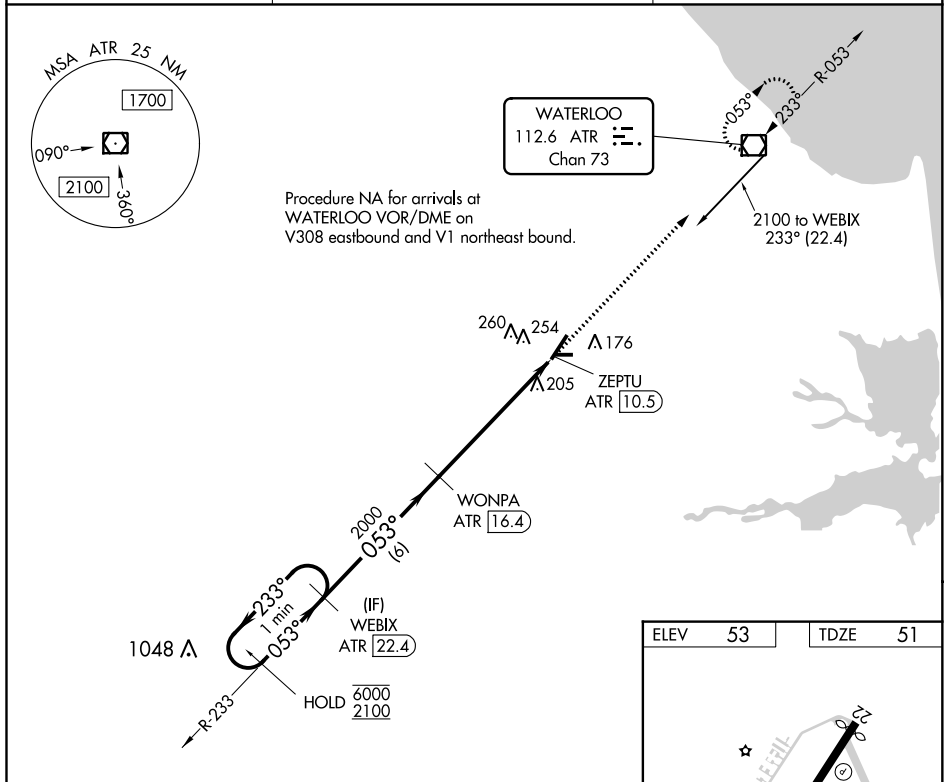 MSA ATR 25 NM
1700
090°
2100
360°
WATERLOO
112.6 ATR
Chan 73
053°
233°
R-053
Procedure NA for arrivals at
WATERLOO VOR/DME on
V308 eastbound and V1 northeast bound.
2100 to WEBIX
233° (22.4)
260
254
176
205
ZEPTU
ATR 10.5
WONPA
ATR 16.4
2000
053°
(6)
233°
1 min
053°
(IF)
WEBIX
ATR 22.4
1048
HOLD 6000
2100
R-233
ELEV 53
TDZE 51
22
P